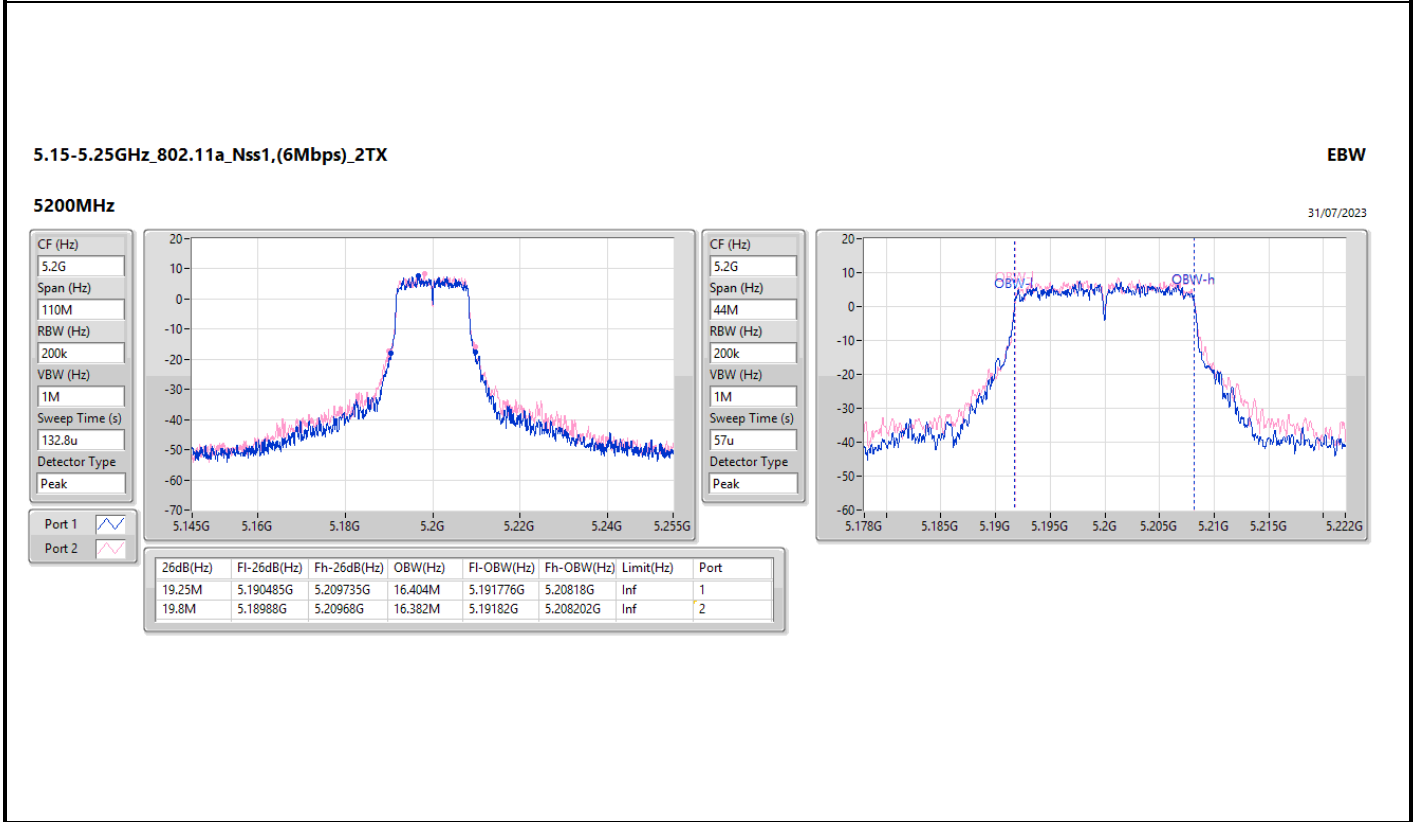 5.15-5.25GHz_802.11a_Nss1,(6Mbps)_2TX
EBW
5200MHz
31/07/2023
CF (Hz)
5.2G
Span (Hz)
110M
RBW (Hz)
200k
VBW (Hz)
1M
Sweep Time (s)
132.8u
Detector Type
Peak
Port 1
Port 2
20
10
0
-10
-20
-30
-40
-50
-60
-70
5.145G 5.16G 5.18G 5.2G 5.22G 5.24G 5.255G
CF (Hz)
5.2G
Span (Hz)
44M
RBW (Hz)
200k
VBW (Hz)
1M
Sweep Time (s)
57u
Detector Type
Peak
20
10
0
-10
-20
-30
-40
-50
-60
OBW-l
OBW-h
5.178G 5.185G 5.19G 5.195G 5.2G 5.205G 5.21G 5.215G 5.222G
26dB(Hz) Fl-26dB(Hz) Fh-26dB(Hz) OBW(Hz) Fl-OBW(Hz) Fh-OBW(Hz) Limit(Hz) Port
19.25M 5.190485G 5.209735G 16.404M 5.191776G 5.20818G Inf 1
19.8M 5.18988G 5.20968G 16.382M 5.19182G 5.208202G Inf 2